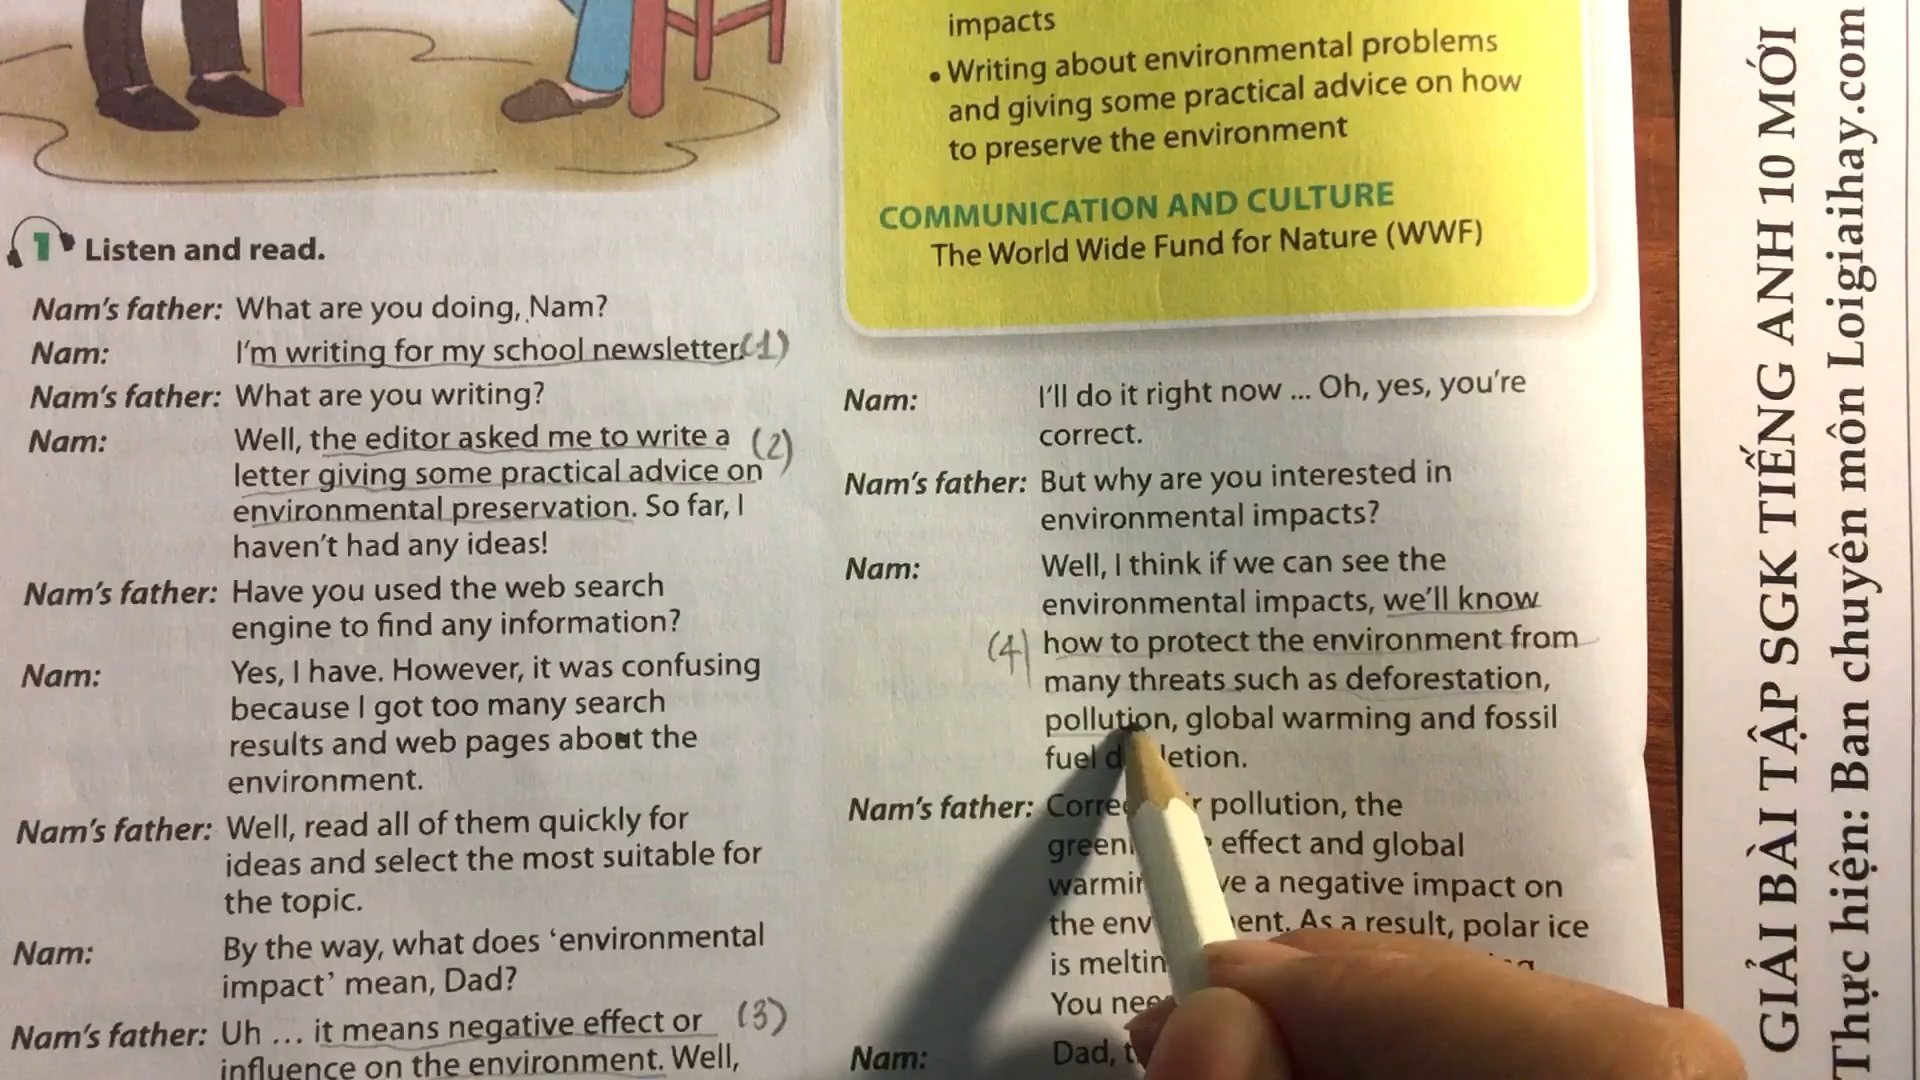 impacts
• Writing about environmental problems
and giving some practical advice on how
to preserve the environment
COMMUNICATION AND CULTURE
The World Wide Fund for Nature (WWF)
1 Listen and read.
Nam's father: What are you doing, Nam?
Nam: I'm writing for my school newsletter. (1)
Nam's father: What are you writing?
Nam: Well, the editor asked me to write a (2)
letter giving some practical advice on
environmental preservation. So far, I
haven't had any ideas!
Nam's father: Have you used the web search
engine to find any information?
Nam: Yes, I have. However, it was confusing
because I got too many search
results and web pages about the
environment.
Nam's father: Well, read all of them quickly for
ideas and select the most suitable for
the topic.
Nam: By the way, what does 'environmental
impact' mean, Dad?
Nam's father: Uh ... it means negative effect or (3)
influence on the environment. Well,
Nam: I'll do it right now ... Oh, yes, you're
correct.
Nam's father: But why are you interested in
environmental impacts?
Nam: Well, I think if we can see the
environmental impacts, we'll know
(4) how to protect the environment from
many threats such as deforestation,
pollution, global warming and fossil
fuel
Nam's father: pollution, the
effect and global
a negative impact on
the As a result, polar ice
is
You
Nam: Dad,
GIẢI BÀI TẬP SGK TIẾNG ANH 10 MỚI
Thực hiện: Ban chuyên môn Loigiaihay.com